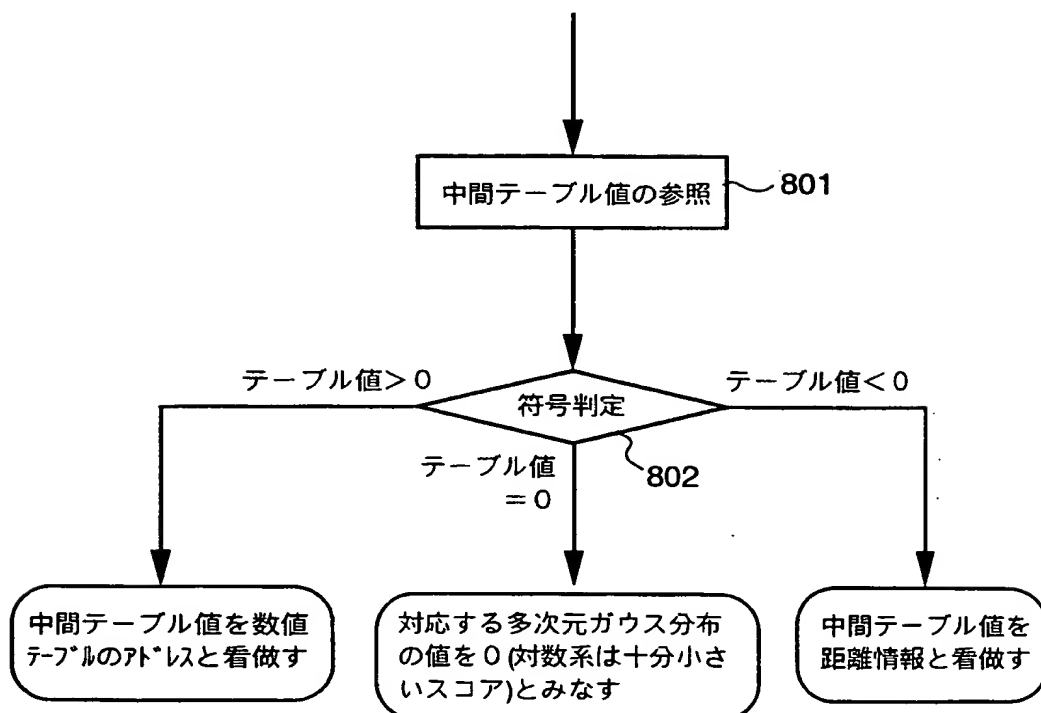 中間テーブル値の参照
801
テーブル値>0
テーブル値<0
符号判定
テーブル値
=0
802
中間テーブル値を数値
ﾃｰﾌﾞﾙのｱﾄﾞﾚｽと看做す
対応する多次元ガウス分布
の値を0(対数系は十分小さ
いスコア)とみなす
中間テーブル値を
距離情報と看做す